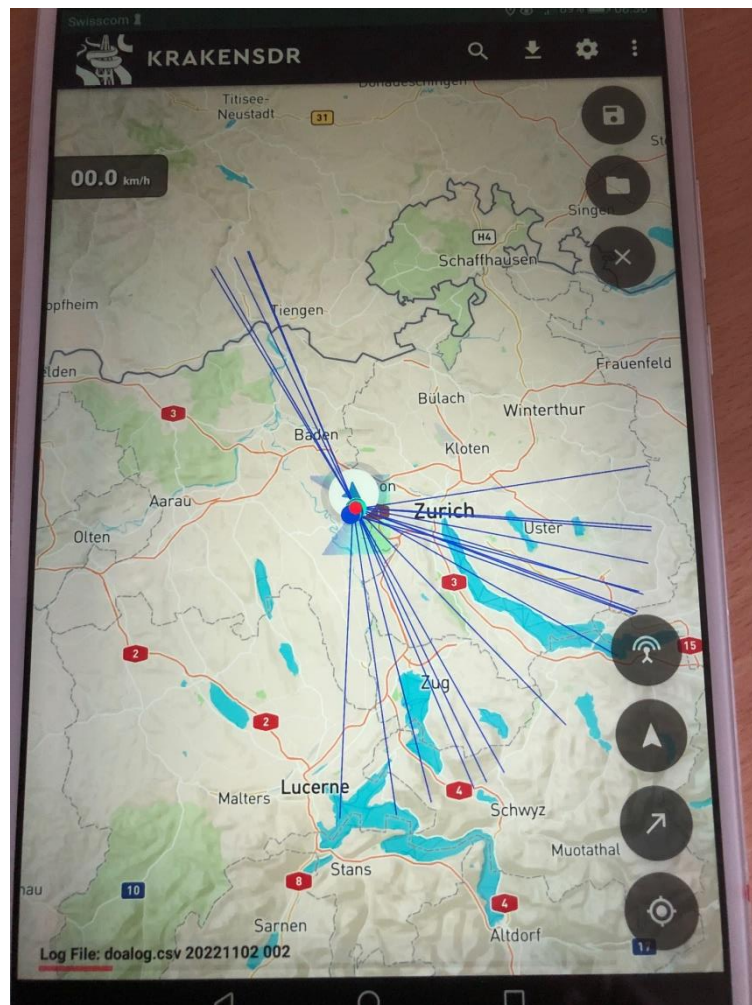 Swisscom
KRAKENSDR
Titisee-
Neustadt
31
00.0 km/h
Singen
H4
Schaffhausen
Tiengen
Frauenfeld
3
Bülach
Winterthur
Baden
Kloten
Aarau
Zurich
Uster
Olten
3
15
2
Zug
2
Lucerne
4
Malters
Schwyz
Muotathal
Stans
10
8
4
Sarnen
Altdorf
Log File: doalog.csv 20221102 002